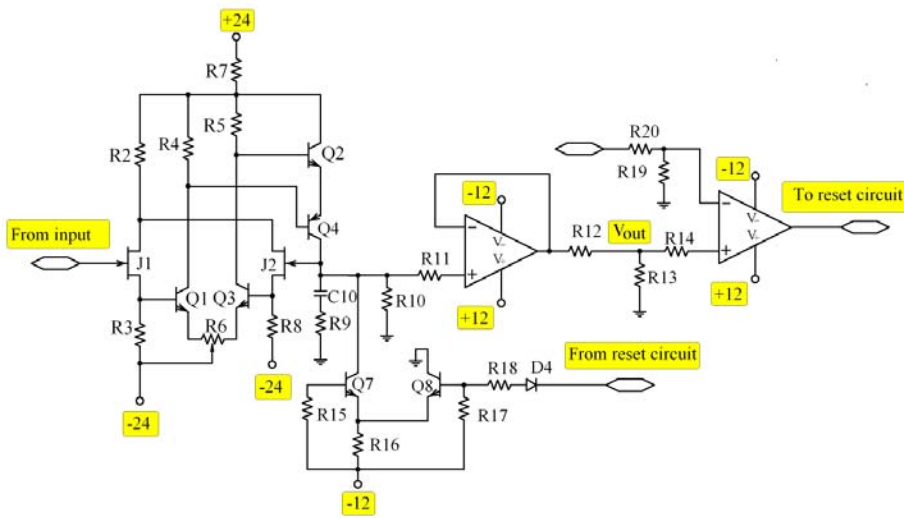 +24
R7
R2
R4
R5
Q2
R20
R19
-12
To reset circuit
-12
From input
Q4
V-
V+
R12
Vout
R14
V-
V+
J1
J2
R11
R13
Q1
Q3
C10
R10
+12
+12
R3
R6
R8
R9
From reset circuit
-24
-24
Q7
Q8
R18
D4
R15
R16
R17
-12